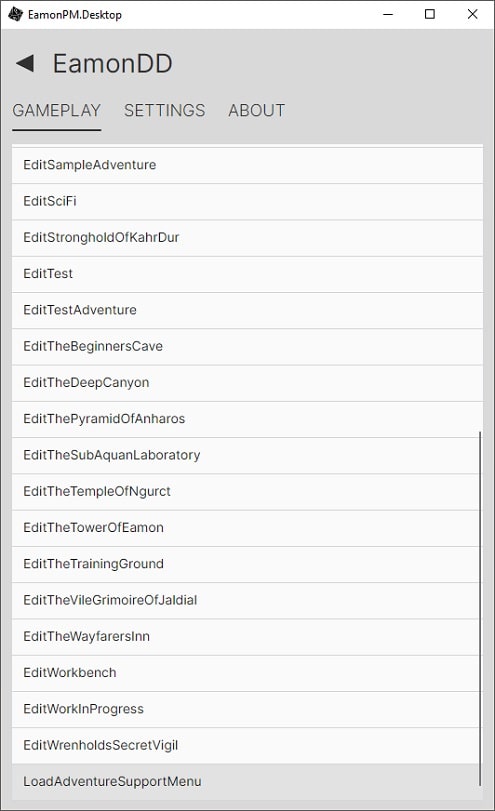 EamonPM.Desktop
EamonDD
GAMEPLAY SETTINGS ABOUT
EditSampleAdventure
EditSciFi
EditStrongholdOfKahrDur
EditTest
EditTestAdventure
EditTheBeginnersCave
EditTheDeepCanyon
EditThePyramidOfAnharos
EditTheSubAquanLaboratory
EditTheTempleOfNgurct
EditTheTowerOfEamon
EditTheTrainingGround
EditTheVileGrimoireOfJaldial
EditTheWayfarersInn
EditWorkbench
EditWorkInProgress
EditWrenholdsSecretVigil
LoadAdventureSupportMenu